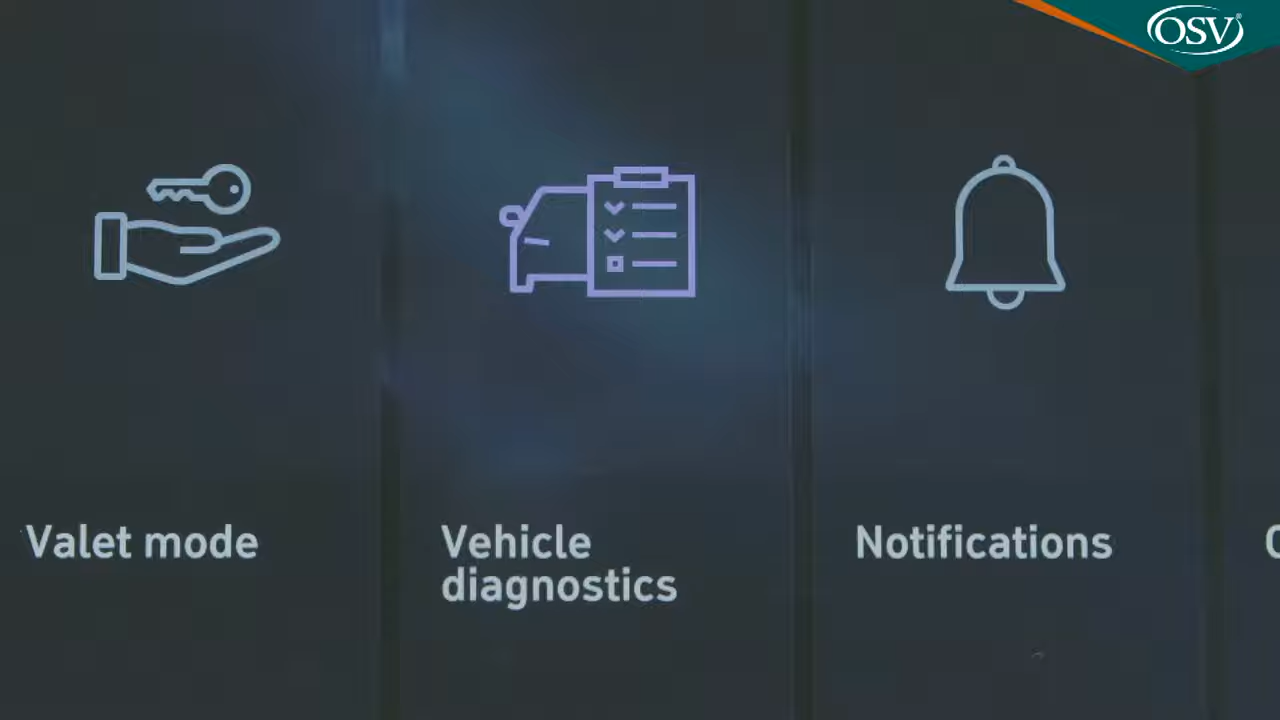 OSV
Valet mode
Vehicle
diagnostics
Notifications